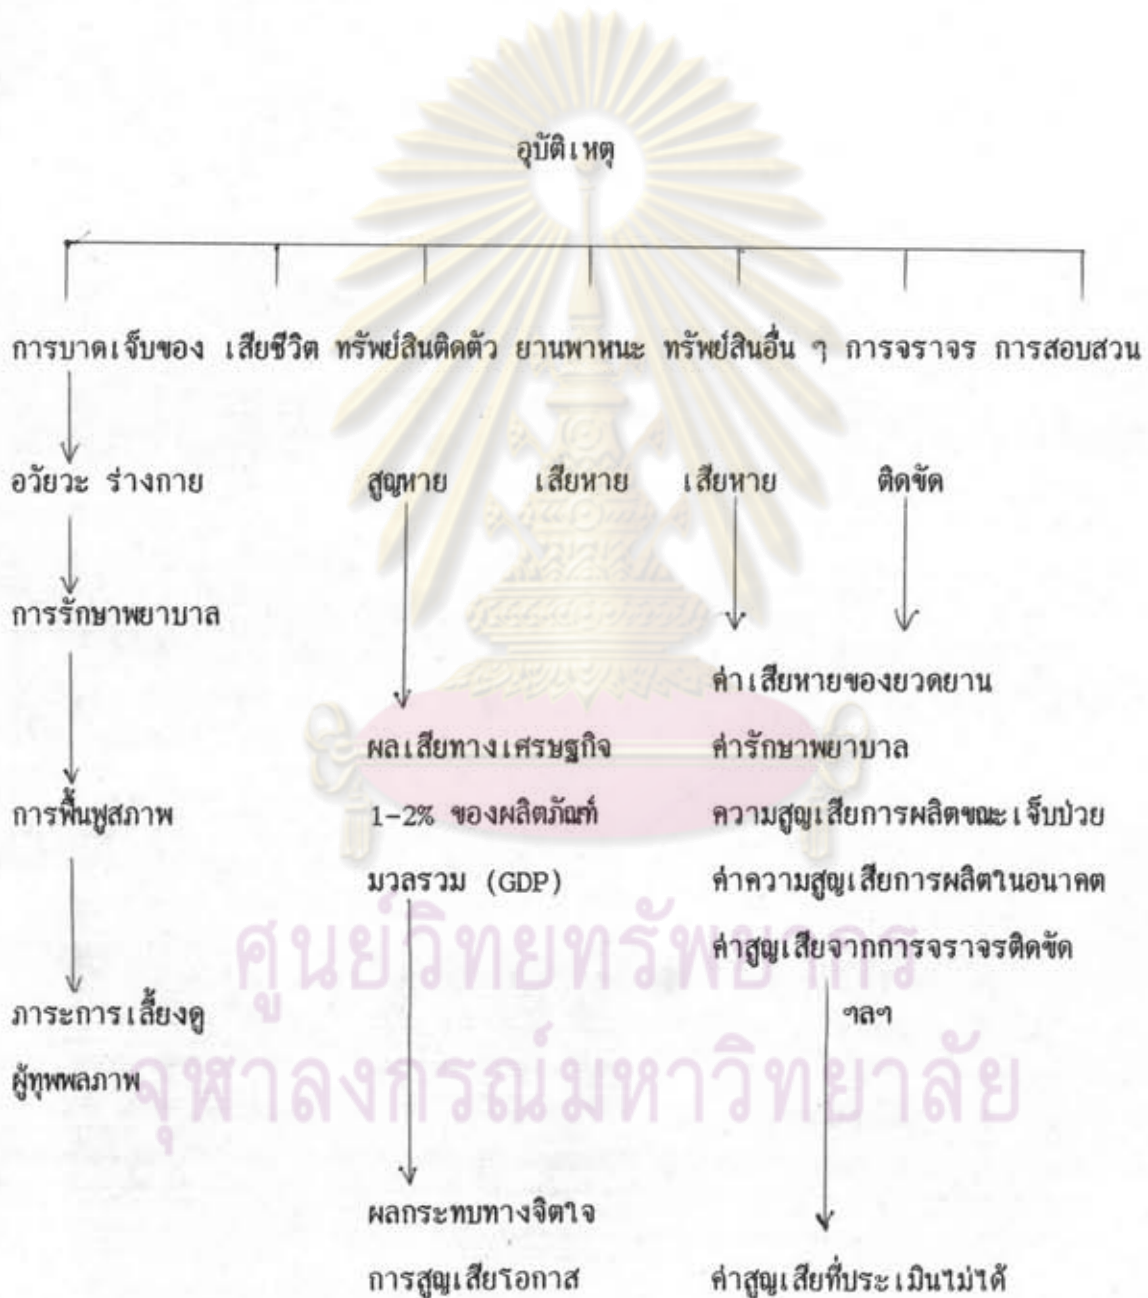 อุบัติเหตุ
การบาดเจ็บของ เสียชีวิต ทรัพย์สินติดตัว ยานพาหนะ ทรัพย์สินอื่น ๆ การจราจร การสอบสวน
อวัยวะ ร่างกาย สูญหาย เสียหาย เสียหาย ติดขัด
การรักษาพยาบาล
ค่าเสียหายของยวดยาน
ผลเสียทางเศรษฐกิจ ค่ารักษาพยาบาล
การฟื้นฟูสภาพ 1-2% ของผลิตภัณฑ์ ความสูญเสียการผลิตขณะเจ็บป่วย
มวลรวม (GDP) ค่าความสูญเสียการผลิตในอนาคต
ศูนย์วิทยทรัพยากร
ค่าสูญเสียจากการจราจรติดขัด
ภาระการเลี้ยงดู ฯลฯ
ผู้ทุพพลภาพ
จุฬาลงกรณ์มหาวิทยาลัย
ผลกระทบทางจิตใจ
การสูญเสียโอกาส ค่าสูญเสียที่ประเมินไม่ได้